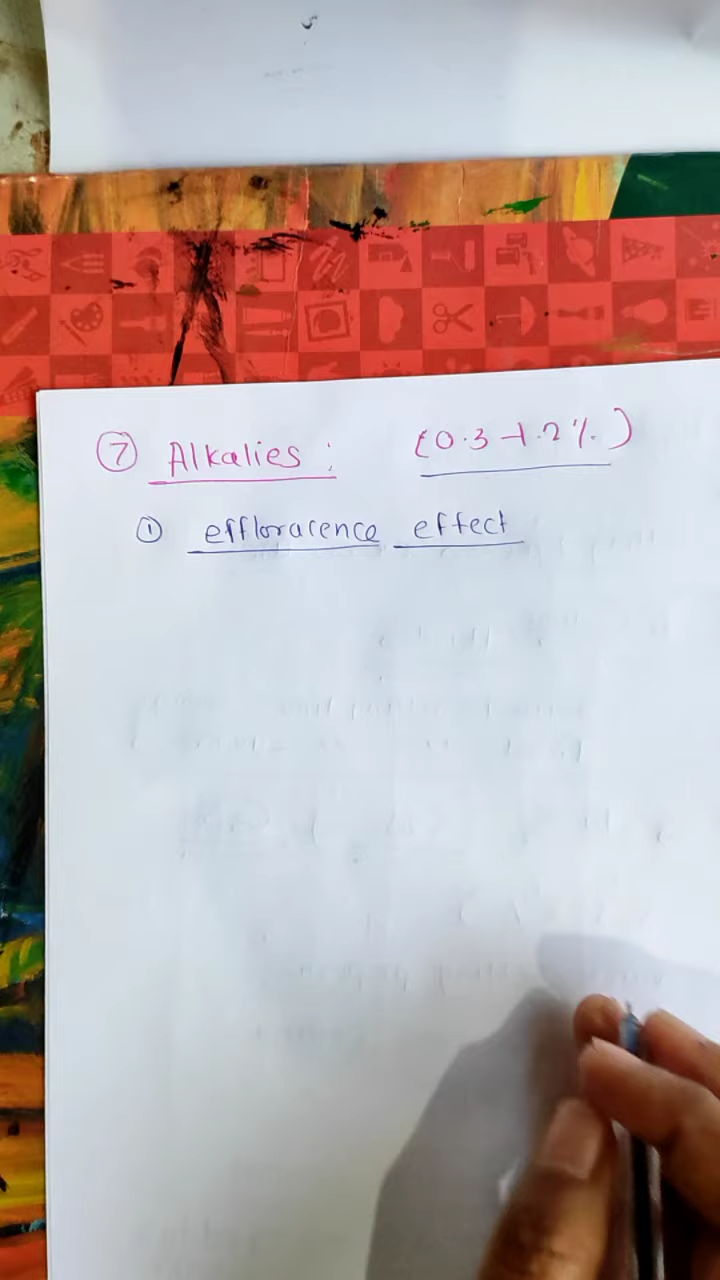 ⑦ Alkalies : (0.3-1.2%)
① effloracence effect